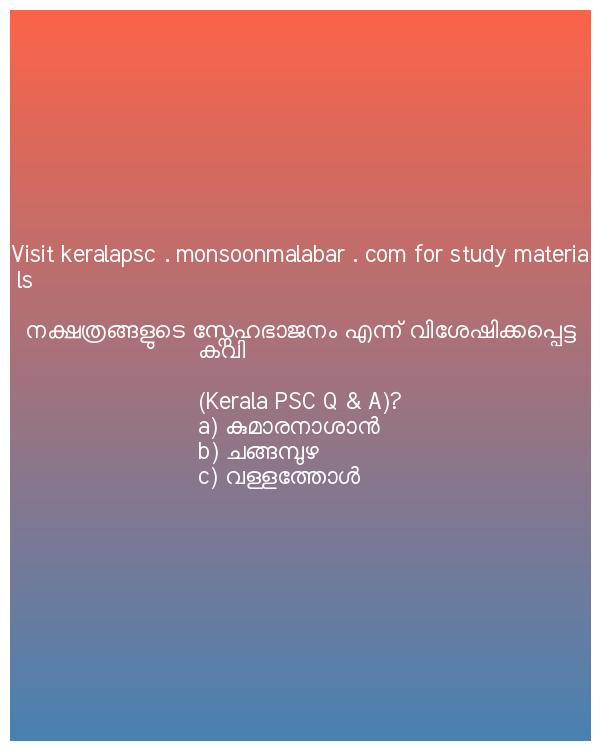 Visit keralapsc . monsoonmalabar . com for study materia
ls
നക്ഷത്രങ്ങളുടെ സ്നേഹഭാജനം എന്ന് വിശേഷിക്കപ്പെട്ട
കവി
(Kerala PSC Q & A)?
a) കുമാരനാശാൻ
b) ചങ്ങമ്പുഴ
c) വള്ളത്തോൾ